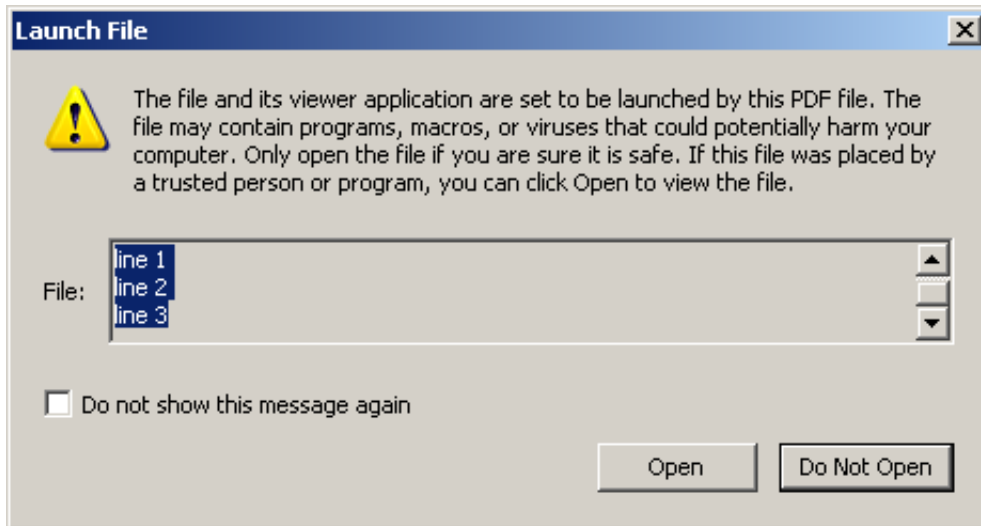 Launch File
The file and its viewer application are set to be launched by this PDF file. The
file may contain programs, macros, or viruses that could potentially harm your
computer. Only open the file if you are sure it is safe. If this file was placed by
a trusted person or program, you can click Open to view the file.
File:
line 1
line 2
line 3
Do not show this message again
Open
Do Not Open